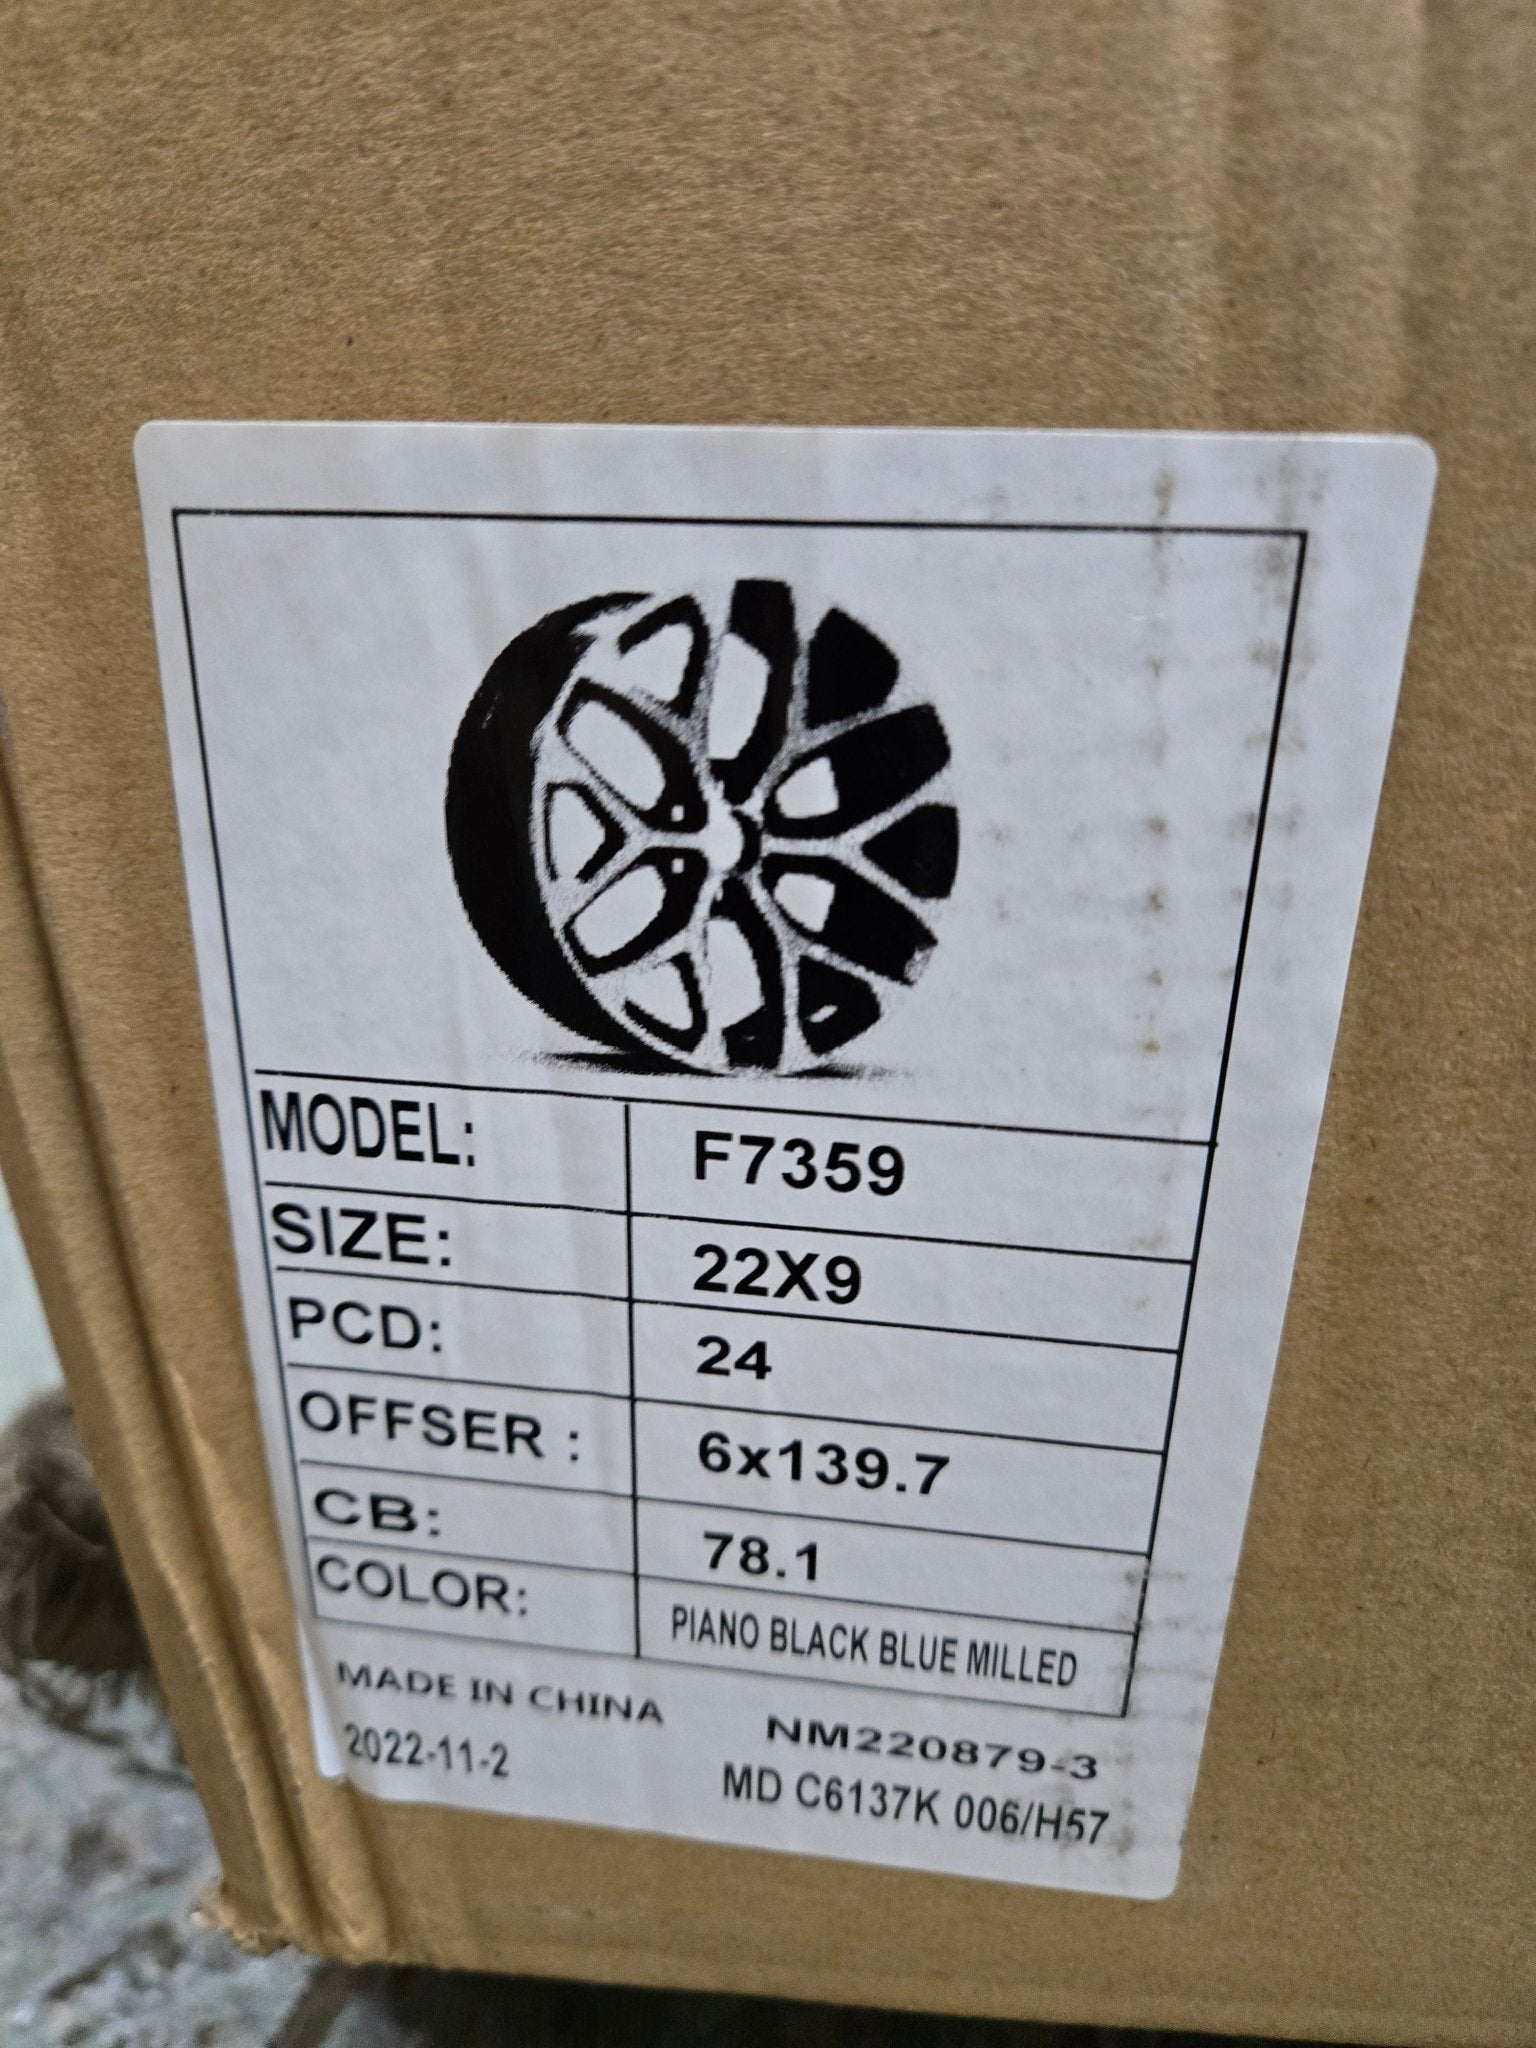 MODEL: F7359
SIZE: 22X9
PCD: 24
OFFSER : 6x139.7
CB: 78.1
COLOR: PIANO BLACK BLUE MILLED
MADE IN CHINA NM220879-3
2022-11-2 MD C6137K 006/H57